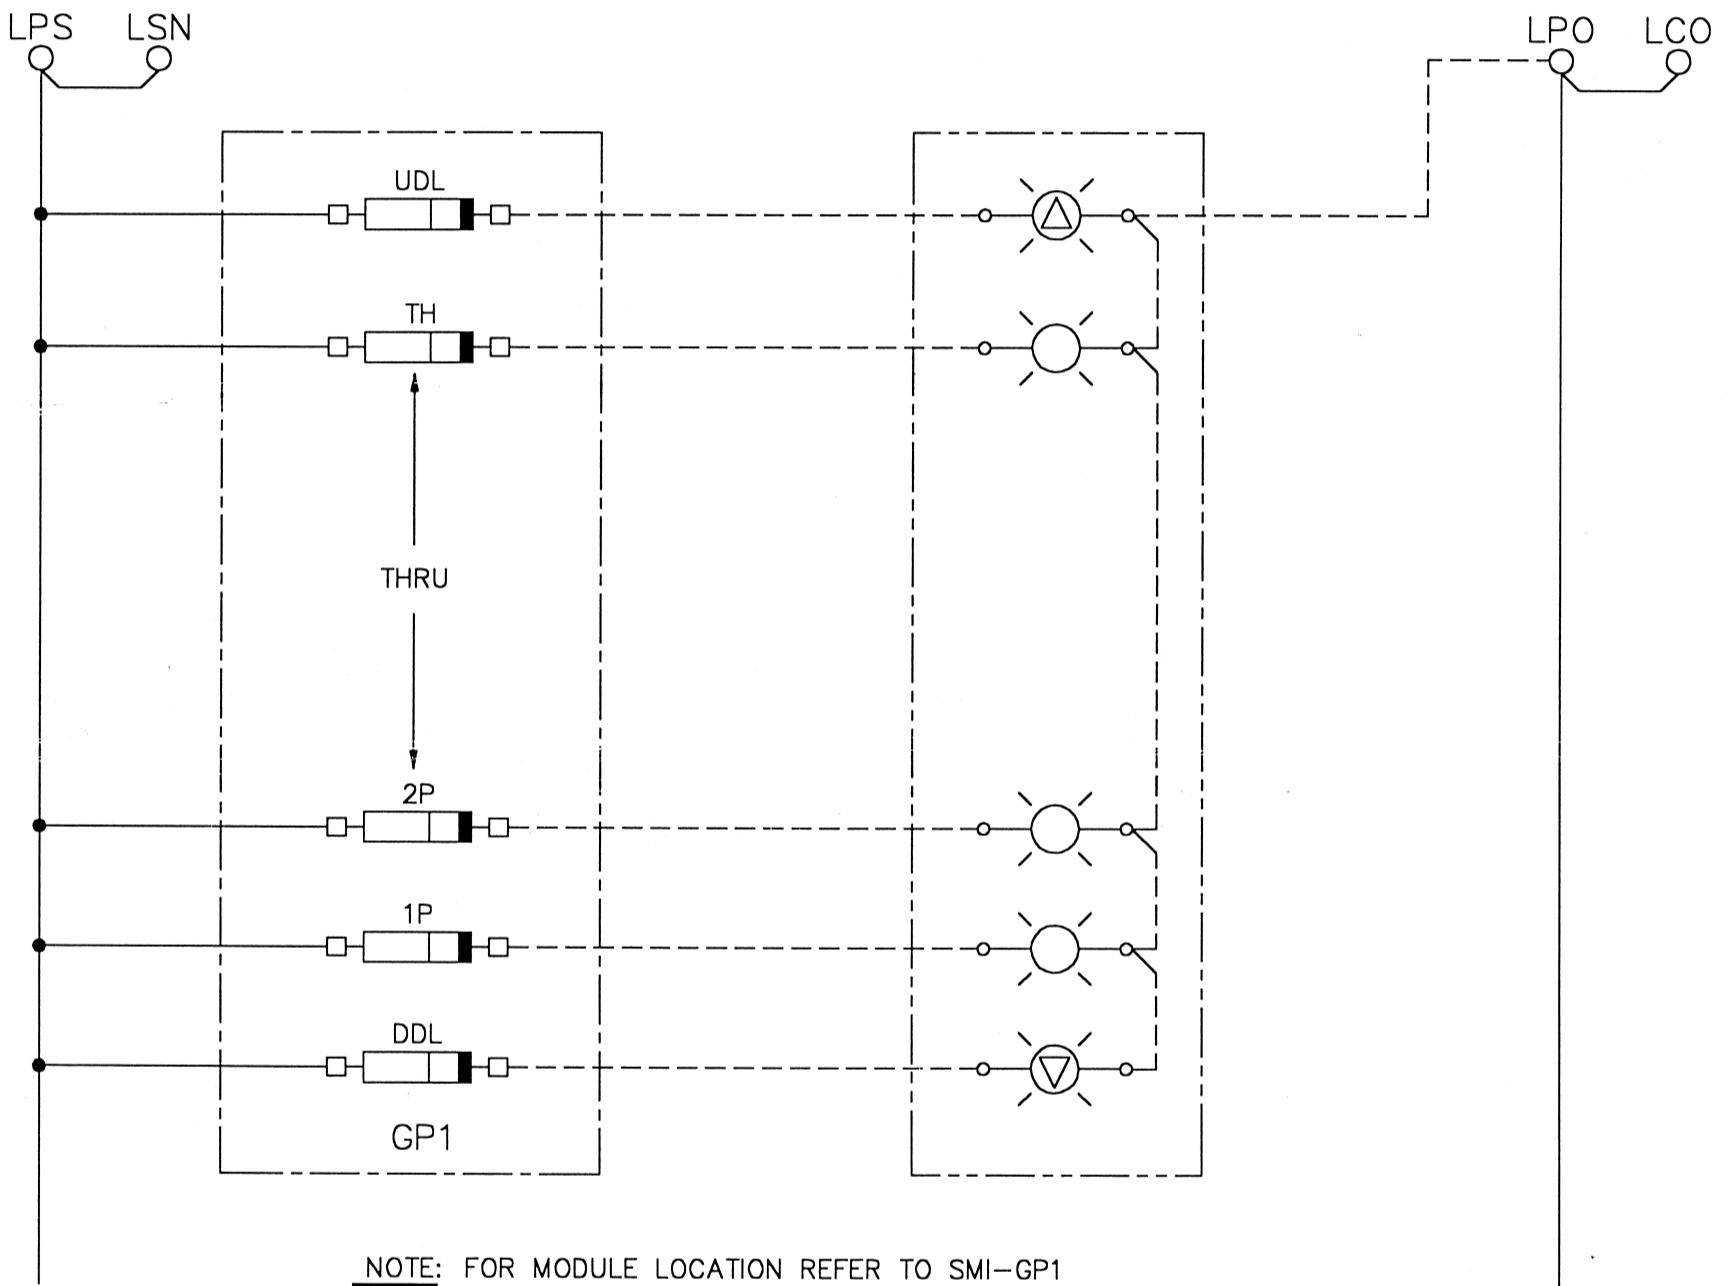 LPS LSN LPO LCO
UDL
TH
THRU
2P
1P
DDL
GP1
NOTE: FOR MODULE LOCATION REFER TO SMI-GP1